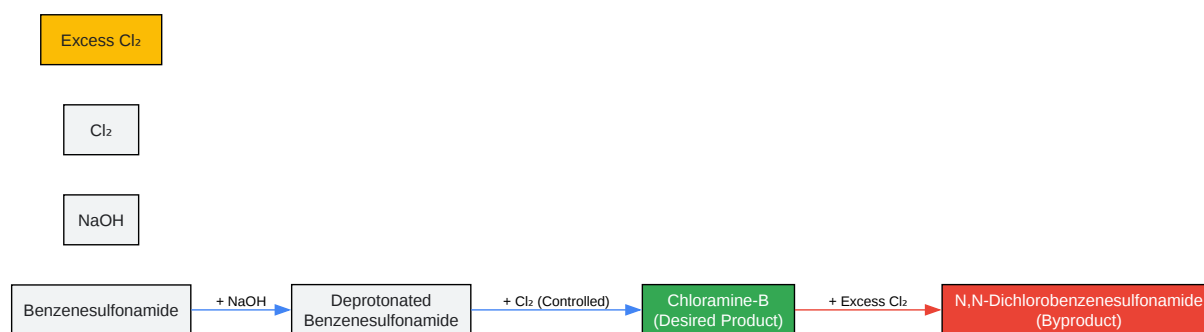 Excess Cl₂
Cl₂
NaOH
Benzenesulfonamide
+ NaOH
Deprotonated
Benzenesulfonamide
+ Cl₂ (Controlled)
Chloramine-B
(Desired Product)
+ Excess Cl₂
N,N-Dichlorobenzenesulfonamide
(Byproduct)